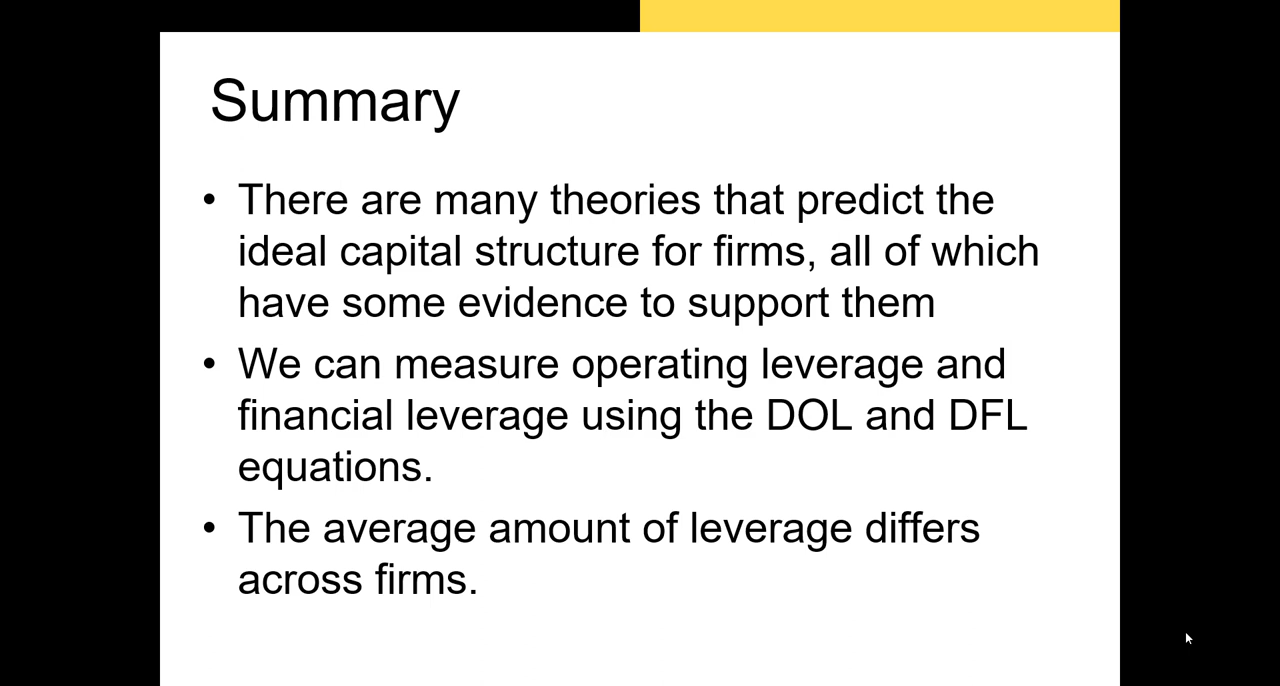 Summary
• There are many theories that predict the
ideal capital structure for firms, all of which
have some evidence to support them
• We can measure operating leverage and
financial leverage using the DOL and DFL
equations.
• The average amount of leverage differs
across firms.